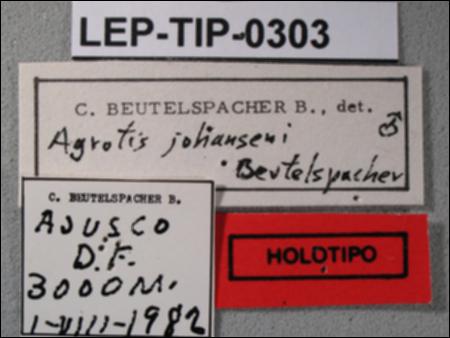 LEP-TIP-0303
C. BEUTELSPACHER B., det.
Agrotis johanseni ♂
Beutelspacher
C. BEUTELSPACHER B.
AJUSCO
D.F.
3000M.
1-VIII-1982
HOLOTIPO